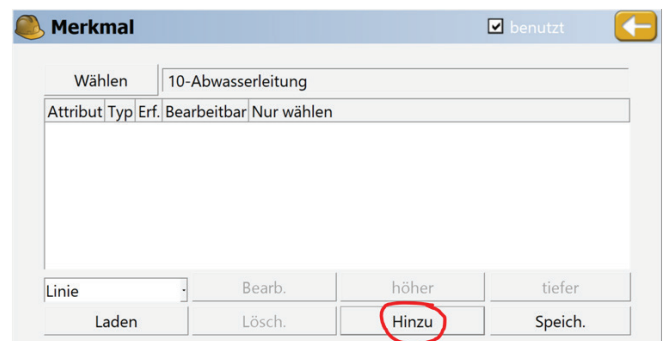 Merkmal benutzt
Wählen 10-Abwasserleitung
Attribut Typ Erf. Bearbeitbar Nur wählen
Linie Bearb. höher tiefer
Laden Lösch. Hinzu Speich.